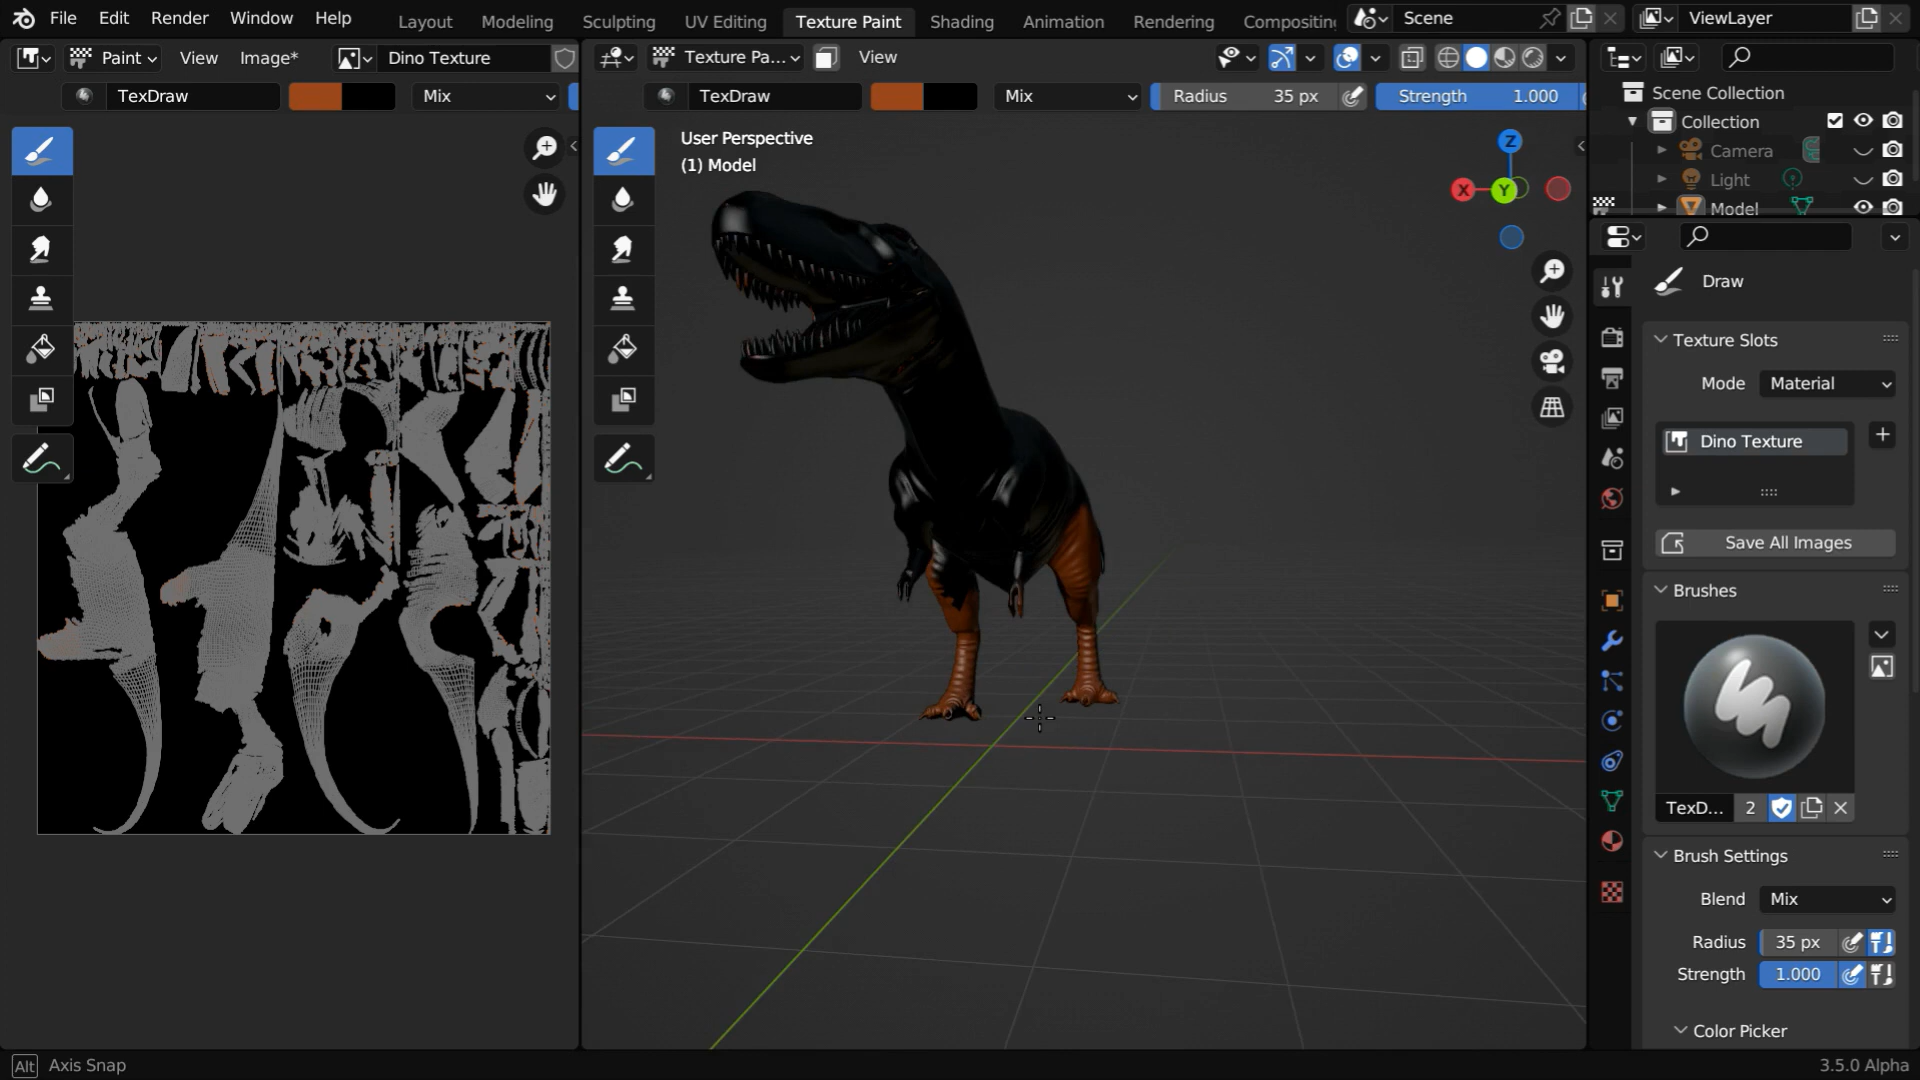 File Edit Render Window Help Layout Modeling Sculpting UV Editing Texture Paint Shading Animation Rendering Compositin Scene ViewLayer
Paint View Image* Dino Texture Texture Pa... View
TexDraw Mix TexDraw Mix Radius 35 px Strength 1.000
User Perspective
(1) Model
Z
X
Y
Scene Collection
Collection
Camera
Light
Model
Draw
Texture Slots
Mode Material
Dino Texture
Save All Images
Brushes
TexD... 2
Brush Settings
Blend Mix
Radius 35 px
Strength 1.000
Color Picker
Alt Axis Snap 3.5.0 Alpha